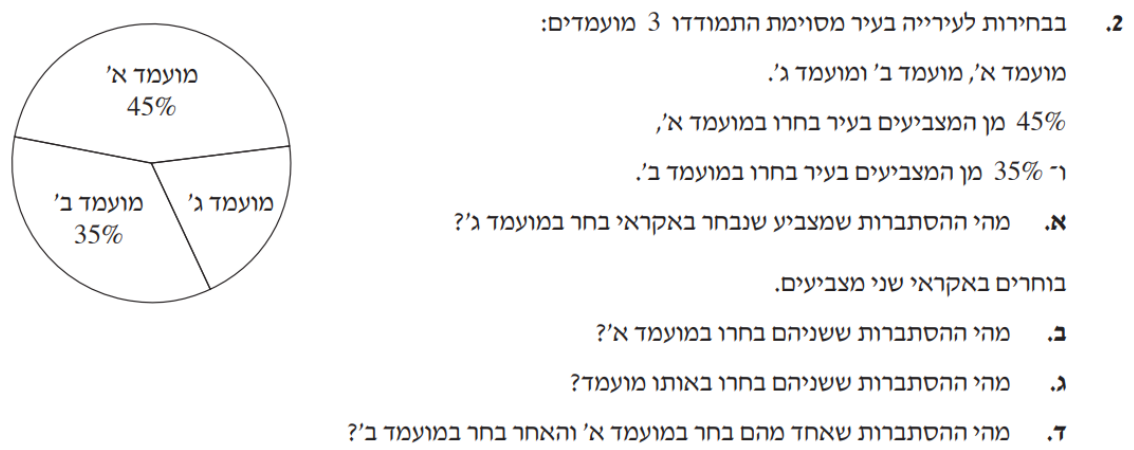 2. בבחירות לעירייה בעיר מסוימת התמודדו 3 מועמדים:
מועמד א', מועמד ב' ומועמד ג'.
45% מן המצביעים בעיר בחרו במועמד א',
ו־ 35% מן המצביעים בעיר בחרו במועמד ב'.
א. מהי ההסתברות שמצביע שנבחר באקראי בחר במועמד ג'?
בוחרים באקראי שני מצביעים.
ב. מהי ההסתברות ששניהם בחרו במועמד א'?
ג. מהי ההסתברות ששניהם בחרו באותו מועמד?
ד. מהי ההסתברות שאחד מהם בחר במועמד א' והאחר בחר במועמד ב'?
מועמד א'
45%
מועמד ג'
מועמד ב'
35%